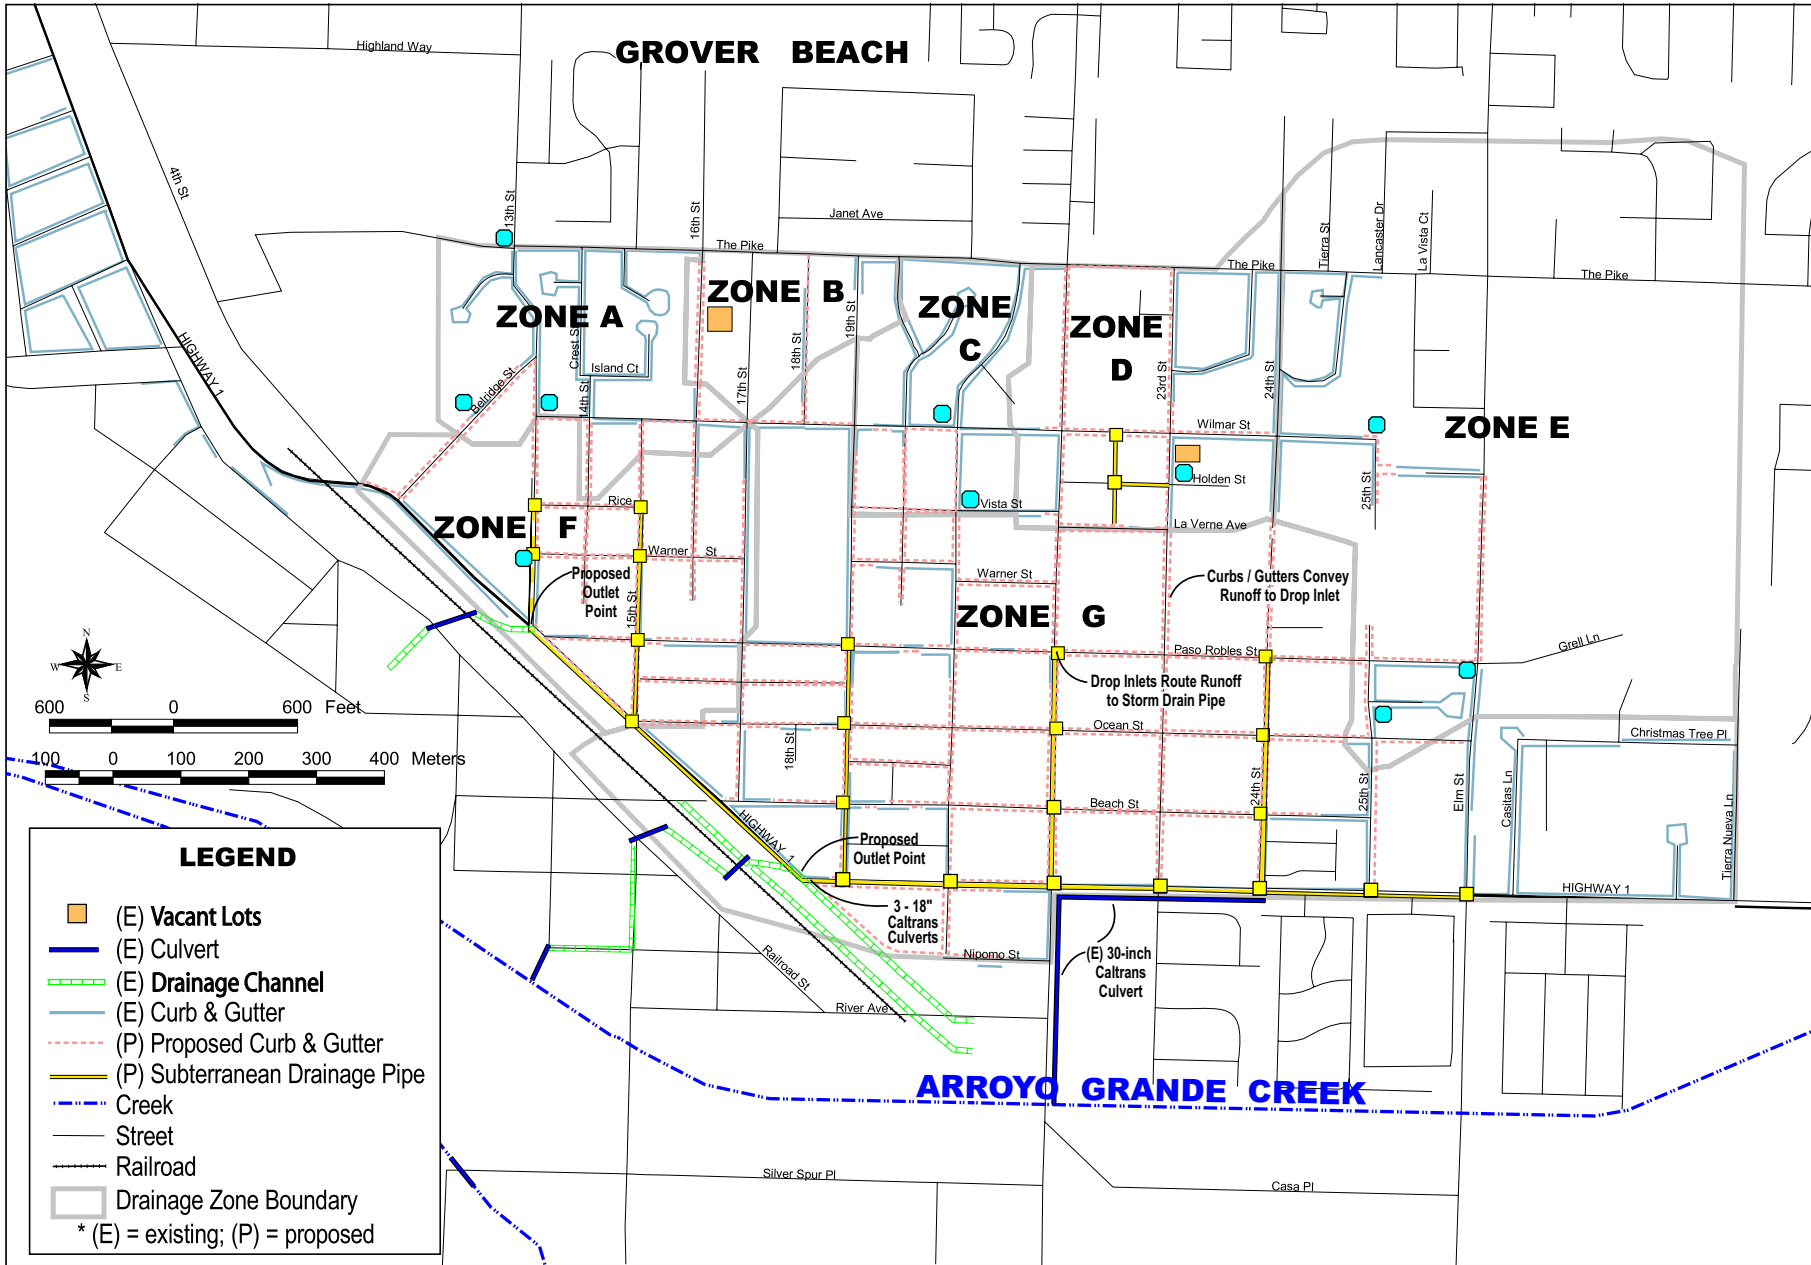 Highland Way
GROVER BEACH
4th St
13th St
16th St
Janet Ave
The Pike
The Pike
Tierra St
Lancaster Dr
La Vista Ct
The Pike
ZONE A
ZONE B
ZONE
C
ZONE
D
ZONE E
HIGHWAY 1
Belridge St
Crest St
Island Ct
14th St
17th St
18th St
19th St
23rd St
24th St
Wilmar St
Holden St
25th St
Vista St
La Verne Ave
Rice
ZONE F
Warner St
Proposed
Outlet
Point
15th St
Warner St
ZONE G
Curbs / Gutters Convey
Runoff to Drop Inlet
Paso Robles St
Grell Ln
Drop Inlets Route Runoff
to Storm Drain Pipe
Ocean St
Christmas Tree Pl
18th St
24th St
25th St
Elm St
Casitas Ln
Tierra Nueva Ln
Beach St
HIGHWAY 1
Proposed
Outlet Point
HIGHWAY 1
3 - 18"
Caltrans
Culverts
Nipomo St
(E) 30-inch
Caltrans
Culvert
Railroad St
River Ave
ARROYO GRANDE CREEK
Silver Spur Pl
Casa Pl
N
W E
S
600 0 600 Feet
100 0 100 200 300 400 Meters
LEGEND
(E) Vacant Lots
(E) Culvert
(E) Drainage Channel
(E) Curb & Gutter
(P) Proposed Curb & Gutter
(P) Subterranean Drainage Pipe
Creek
Street
Railroad
Drainage Zone Boundary
* (E) = existing; (P) = proposed